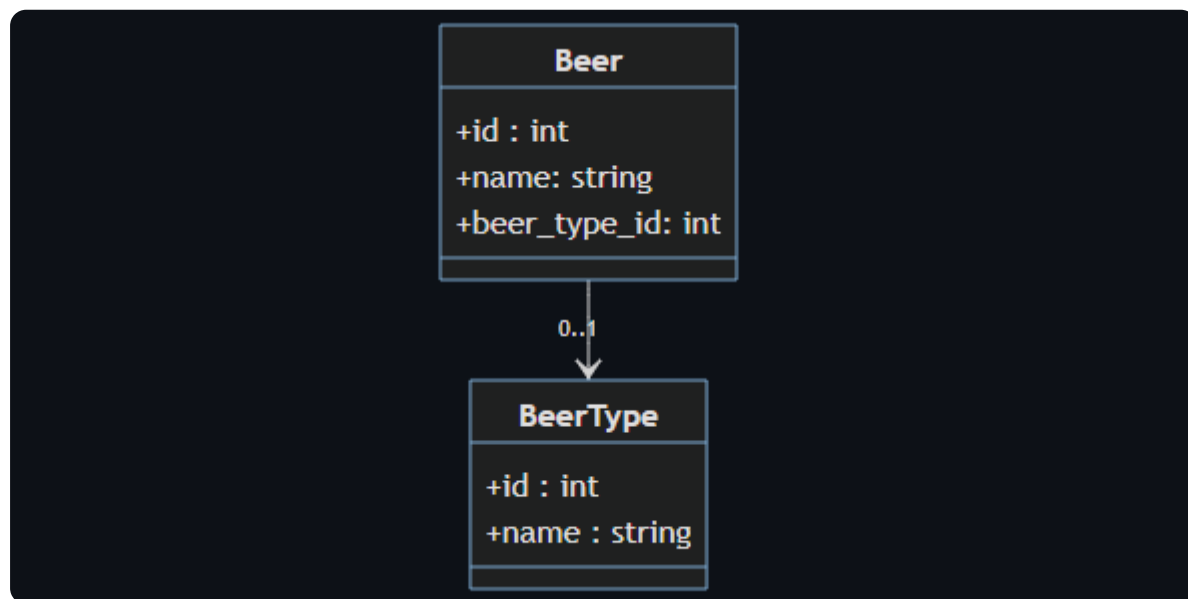 Beer
+id : int
+name: string
+beer_type_id: int
0..1
BeerType
+id : int
+name : string